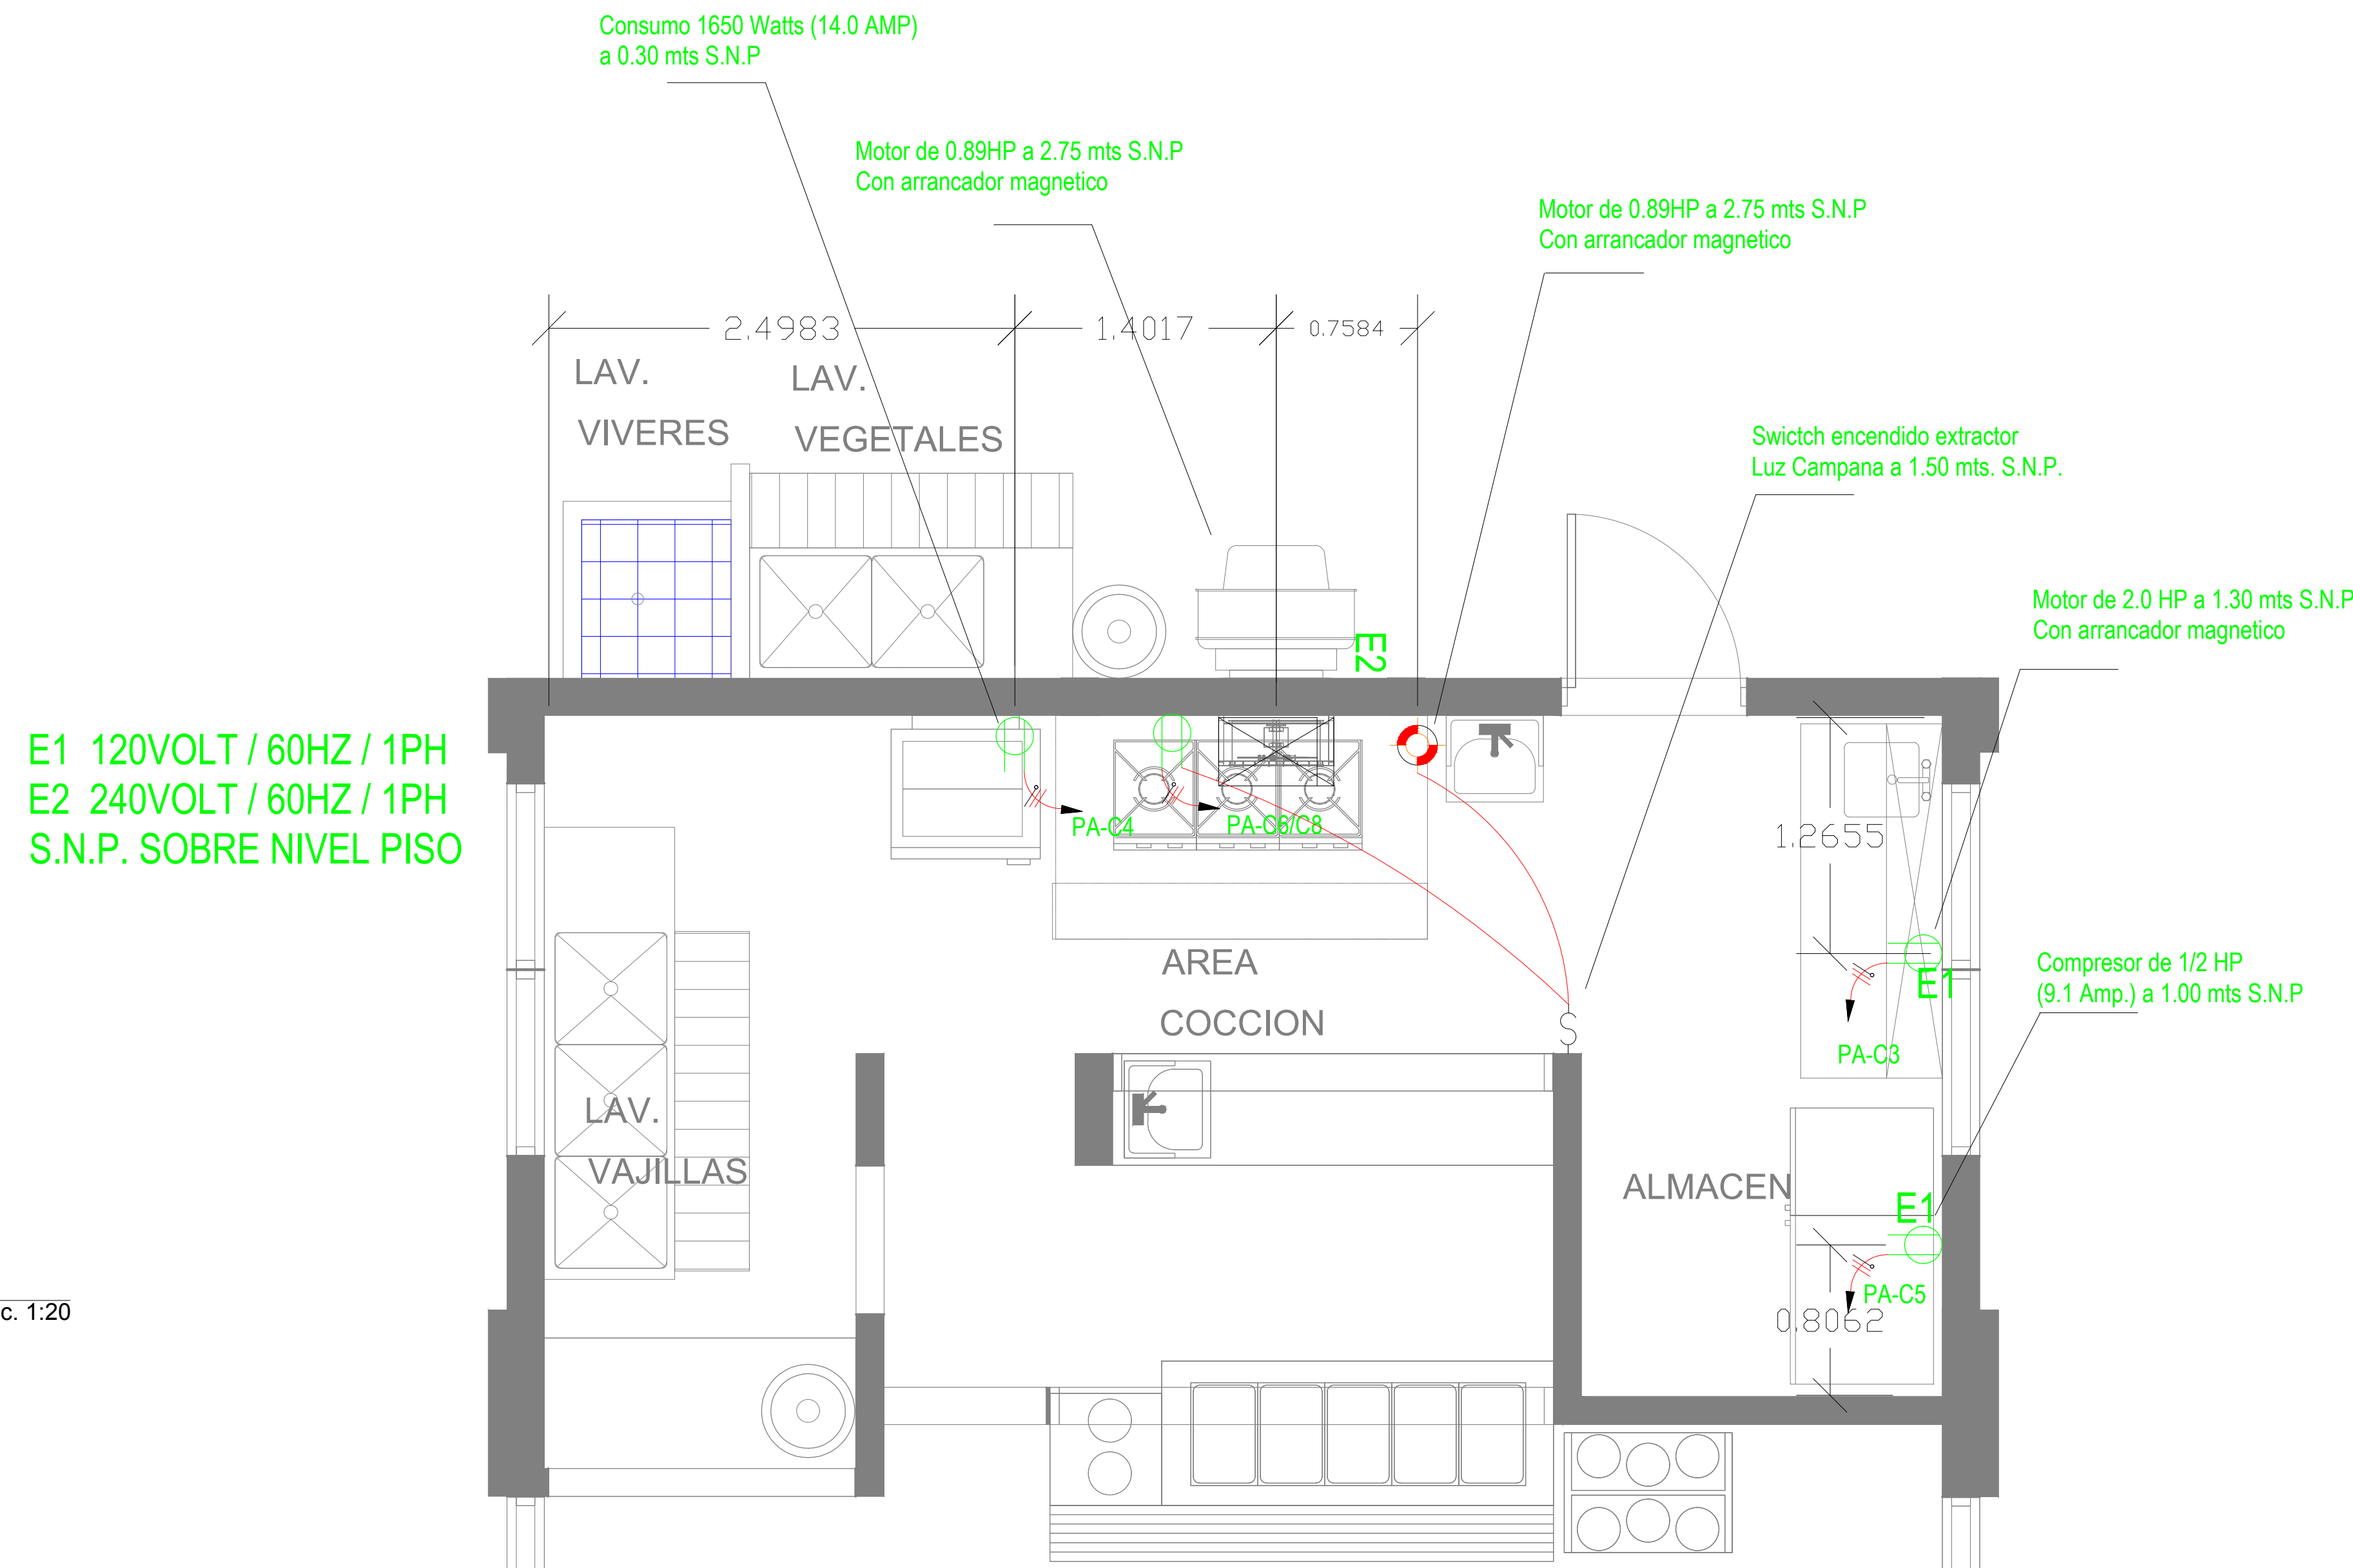 Consumo 1650 Watts (14.0 AMP)
a 0.30 mts S.N.P
Motor de 0.89HP a 2.75 mts S.N.P
Con arrancador magnetico
Motor de 0.89HP a 2.75 mts S.N.P
Con arrancador magnetico
2.4983
1.4017
0.7584
LAV.
VIVERES
LAV.
VEGETALES
Swictch encendido extractor
Luz Campana a 1.50 mts. S.N.P.
Motor de 2.0 HP a 1.30 mts S.N.P
Con arrancador magnetico
E2
E1 120VOLT / 60HZ / 1PH
E2 240VOLT / 60HZ / 1PH
S.N.P. SOBRE NIVEL PISO
PA-C4
PA-C6/C8
1.2655
AREA
COCCION
E1
Compresor de 1/2 HP
(9.1 Amp.) a 1.00 mts S.N.P
S
PA-C3
LAV.
VAJILLAS
ALMACEN
E1
PA-C5
0.8062
c. 1:20